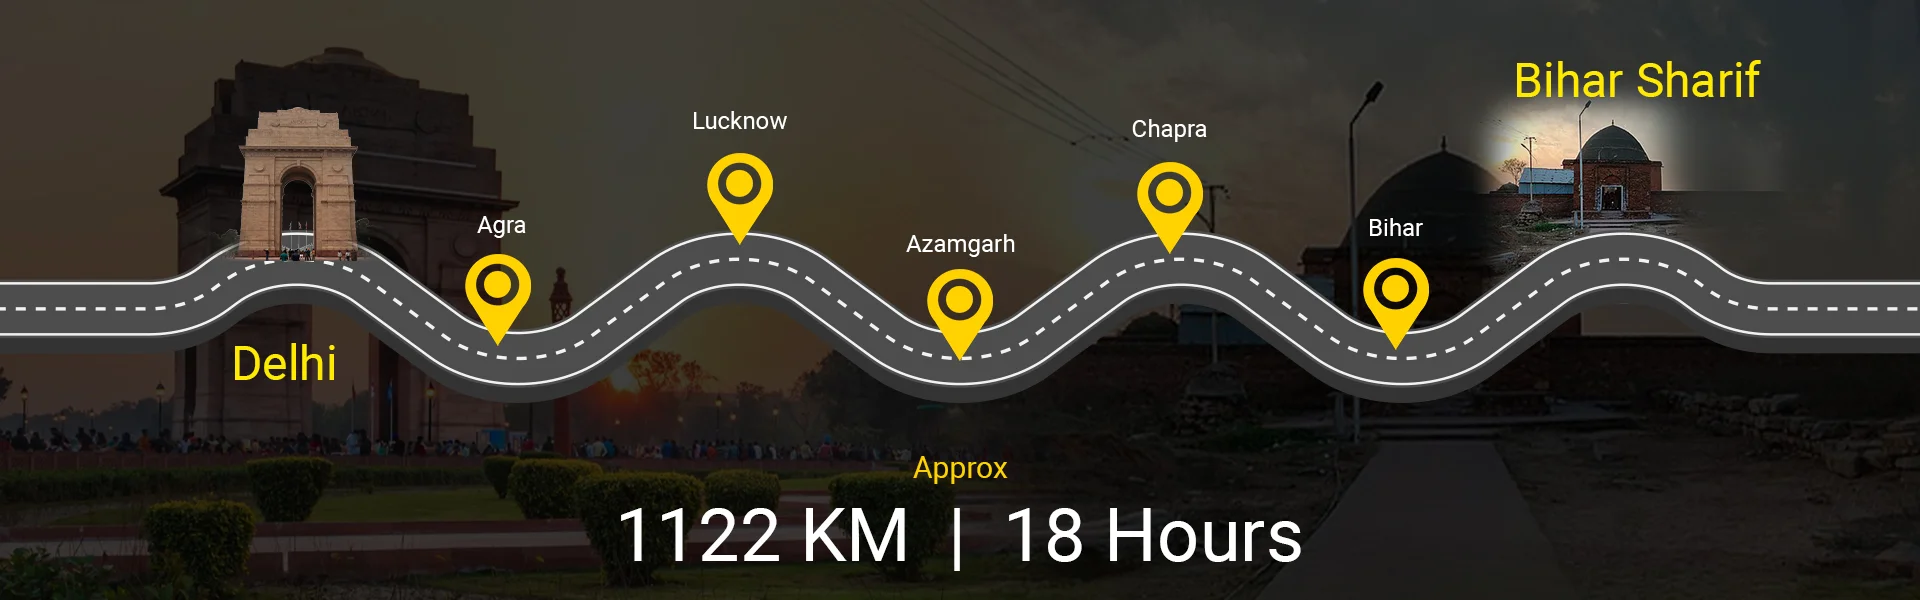 Delhi
Agra
Lucknow
Azamgarh
Chapra
Bihar
Bihar Sharif
Approx
1122 KM | 18 Hours